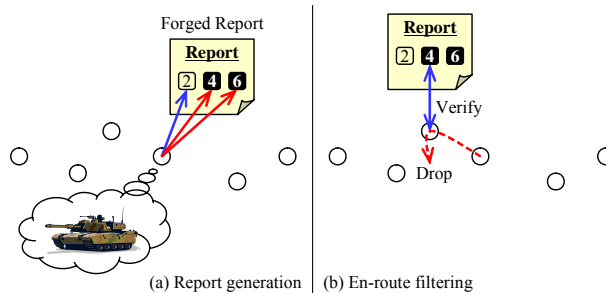 Forged Report
Report
2 4 6
(a) Report generation
Report
2 4 6
Verify
Drop
(b) En-route filtering